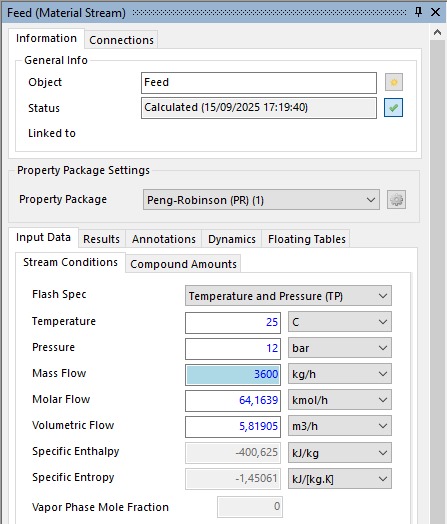 Feed (Material Stream)
Information Connections
General Info
Object Feed
Status Calculated (15/09/2025 17:19:40)
Linked to
Property Package Settings
Property Package Peng-Robinson (PR) (1)
Input Data Results Annotations Dynamics Floating Tables
Stream Conditions Compound Amounts
Flash Spec Temperature and Pressure (TP)
Temperature 25 C
Pressure 12 bar
Mass Flow 3600 kg/h
Molar Flow 64,1639 kmol/h
Volumetric Flow 5,81905 m3/h
Specific Enthalpy -400,625 kJ/kg
Specific Entropy -1,45061 kJ/[kg.K]
Vapor Phase Mole Fraction 0